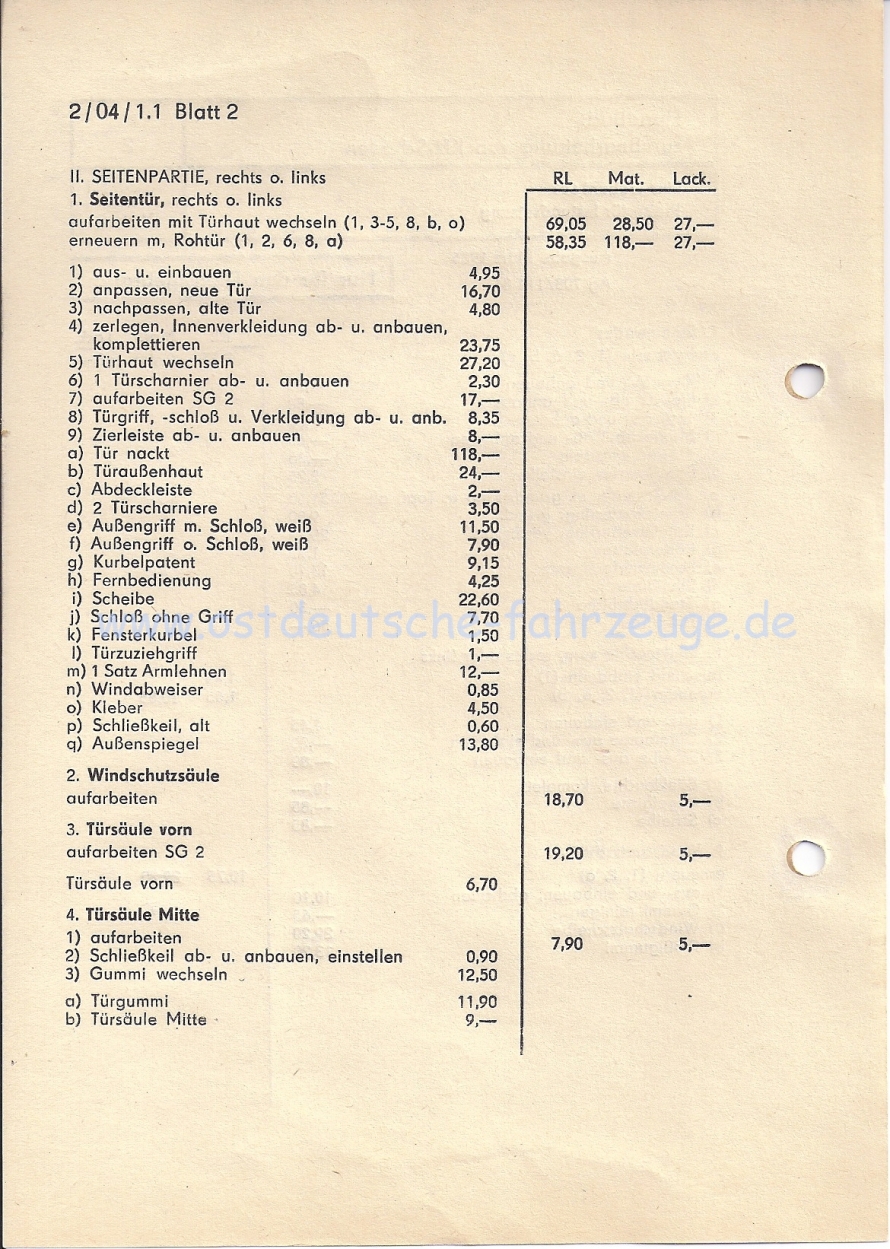 2/04/1.1 Blatt 2
II. SEITENPARTIE, rechts o. links RL Mat. Lack.
1. Seitentür, rechts o. links
aufarbeiten mit Türhaut wechseln (1, 3-5, 8, b, o) 69,05 28,50 27,—
erneuern m, Rohtür (1, 2, 6, 8, a) 58,35 118,— 27,—
1) aus- u. einbauen 4,95
2) anpassen, neue Tür 16,70
3) nachpassen, alte Tür 4,80
4) zerlegen, Innenverkleidung ab- u. anbauen,
komplettieren 23,75
5) Türhaut wechseln 27,20
6) 1 Türscharnier ab- u. anbauen 2,30
7) aufarbeiten SG 2 17,—
8) Türgriff, -schloß u. Verkleidung ab- u. anb. 8,35
9) Zierleiste ab- u. anbauen 8,—
a) Tür nackt 118,—
b) Türaußenhaut 24,—
c) Abdeckleiste 2,—
d) 2 Türscharniere 3,50
e) Außengriff m. Schloß, weiß 11,50
f) Außengriff o. Schloß, weiß 7,90
g) Kurbelpatent 9,15
h) Fernbedienung 4,25
i) Scheibe 22,60
j) Schloß ohne Griff 7,70
www.ostdeutsche-fahrzeuge.de
k) Fensterkurbel 1,50
l) Türzuziehgriff 1,—
m) 1 Satz Armlehnen 12,—
n) Windabweiser 0,85
o) Kleber 4,50
p) Schließkeil, alt 0,60
q) Außenspiegel 13,80
2. Windschutzsäule
aufarbeiten 18,70 5,—
3. Türsäule vorn
aufarbeiten SG 2 19,20 5,—
Türsäule vorn 6,70
4. Türsäule Mitte
1) aufarbeiten 7,90 5,—
2) Schließkeil ab- u. anbauen, einstellen 0,90
3) Gummi wechseln 12,50
a) Türgummi 11,90
b) Türsäule Mitte 9,—